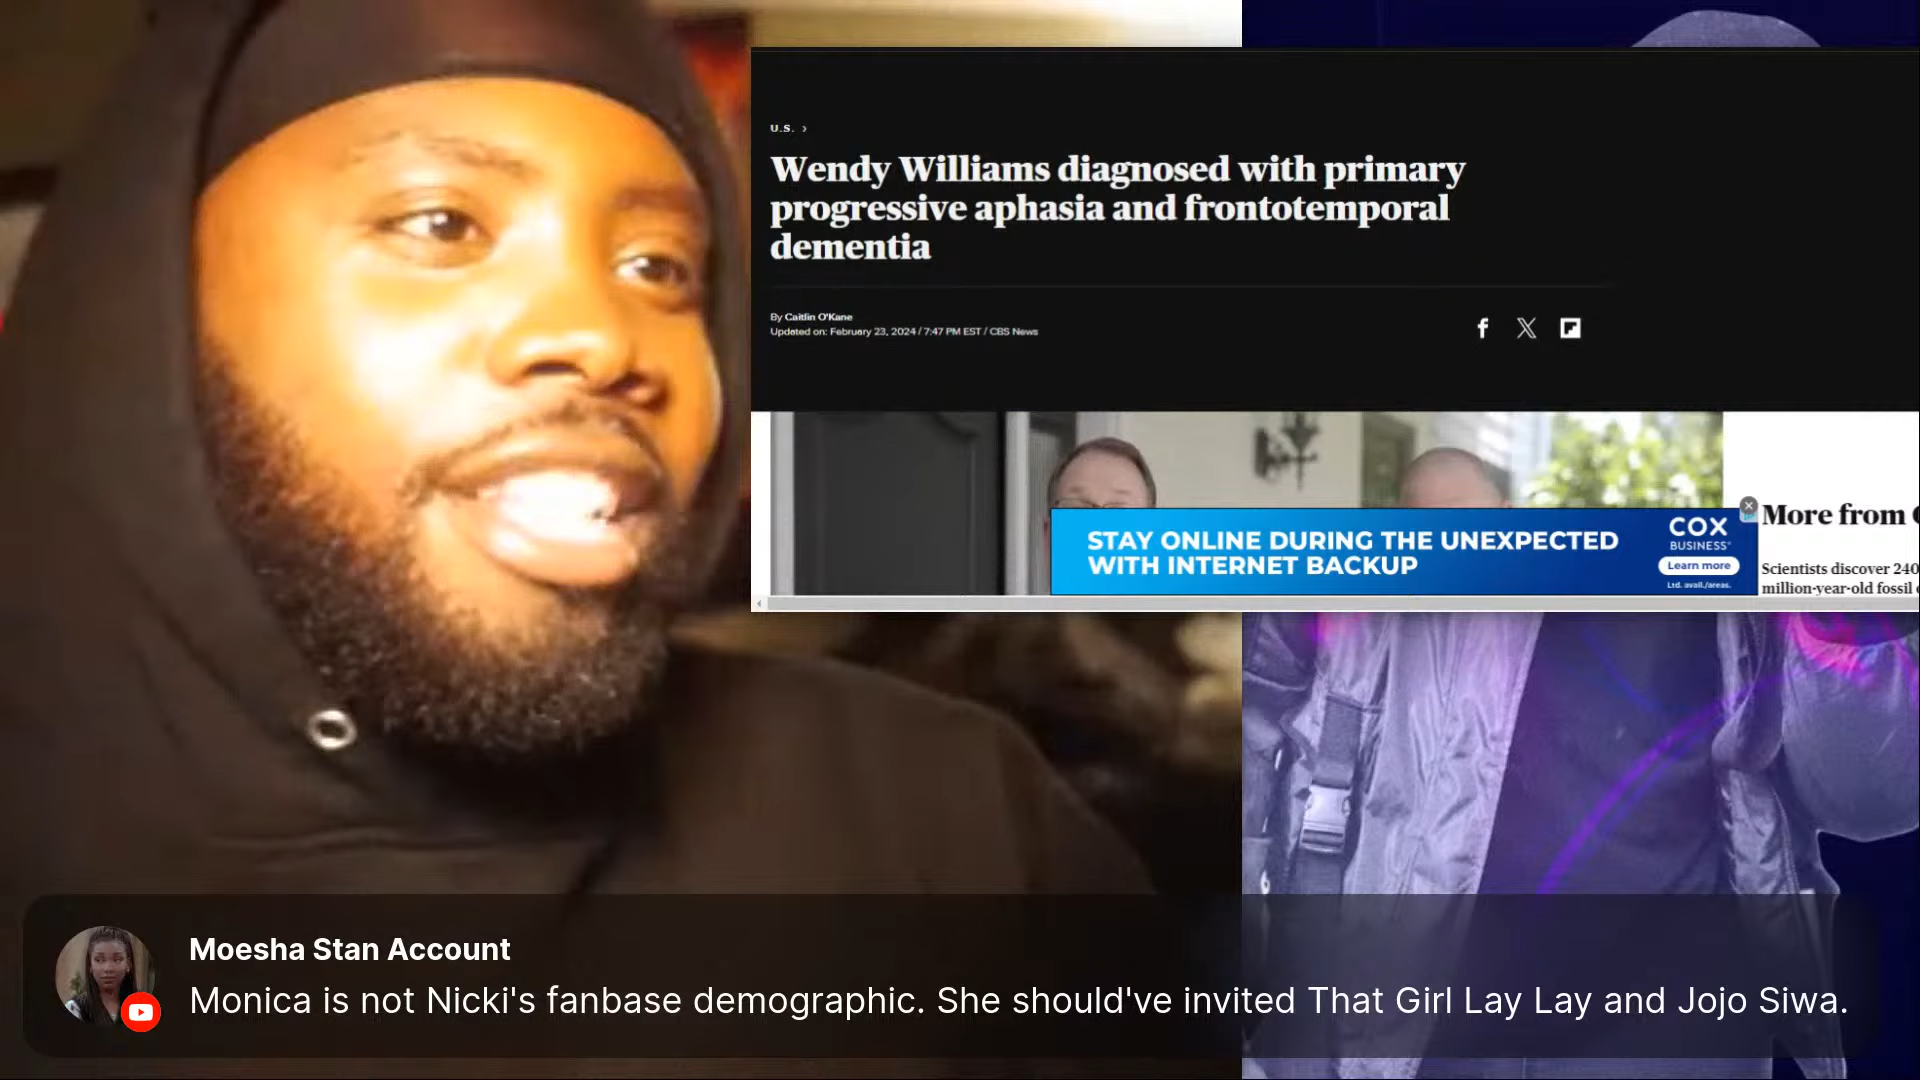 U.S. ›
Wendy Williams diagnosed with primary
progressive aphasia and frontotemporal
dementia
By Caitlin O'Kane
Updated on: February 23, 2024 / 7:47 PM EST / CBS News
STAY ONLINE DURING THE UNEXPECTED
WITH INTERNET BACKUP
COX
BUSINESS
Learn more
Ltd. avail./areas.
More from
Scientists discover 240
million-year-old fossil
Moesha Stan Account
Monica is not Nicki's fanbase demographic. She should've invited That Girl Lay Lay and Jojo Siwa.